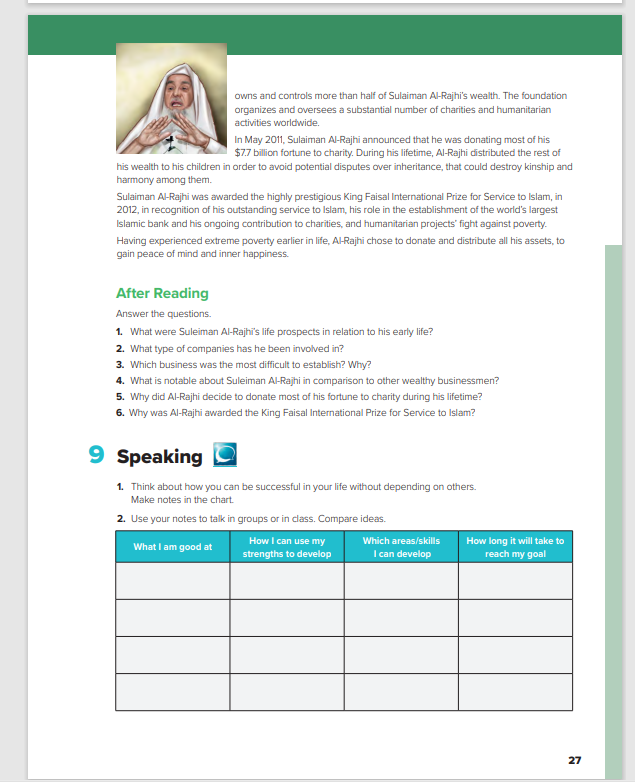 owns and controls more than half of Sulaiman Al-Rajhi's wealth. The foundation
organizes and oversees a substantial number of charities and humanitarian
activities worldwide.
In May 2011, Sulaiman Al-Rajhi announced that he was donating most of his
$7.7 billion fortune to charity. During his lifetime, Al-Rajhi distributed the rest of
his wealth to his children in order to avoid potential disputes over inheritance, that could destroy kinship and
harmony among them.
Sulaiman Al-Rajhi was awarded the highly prestigious King Faisal International Prize for Service to Islam, in
2012, in recognition of his outstanding service to Islam, his role in the establishment of the world's largest
Islamic bank and his ongoing contribution to charities, and humanitarian projects' fight against poverty.
Having experienced extreme poverty earlier in life, Al-Rajhi chose to donate and distribute all his assets, to
gain peace of mind and inner happiness.
After Reading
Answer the questions.
1. What were Suleiman Al-Rajhi's life prospects in relation to his early life?
2. What type of companies has he been involved in?
3. Which business was the most difficult to establish? Why?
4. What is notable about Suleiman Al-Rajhi in comparison to other wealthy businessmen?
5. Why did Al-Rajhi decide to donate most of his fortune to charity during his lifetime?
6. Why was Al-Rajhi awarded the King Faisal International Prize for Service to Islam?
9 Speaking
1. Think about how you can be successful in your life without depending on others.
Make notes in the chart.
2. Use your notes to talk in groups or in class. Compare ideas.
What I am good at
How I can use my
strengths to develop
Which areas/skills
I can develop
How long it will take to
reach my goal
27